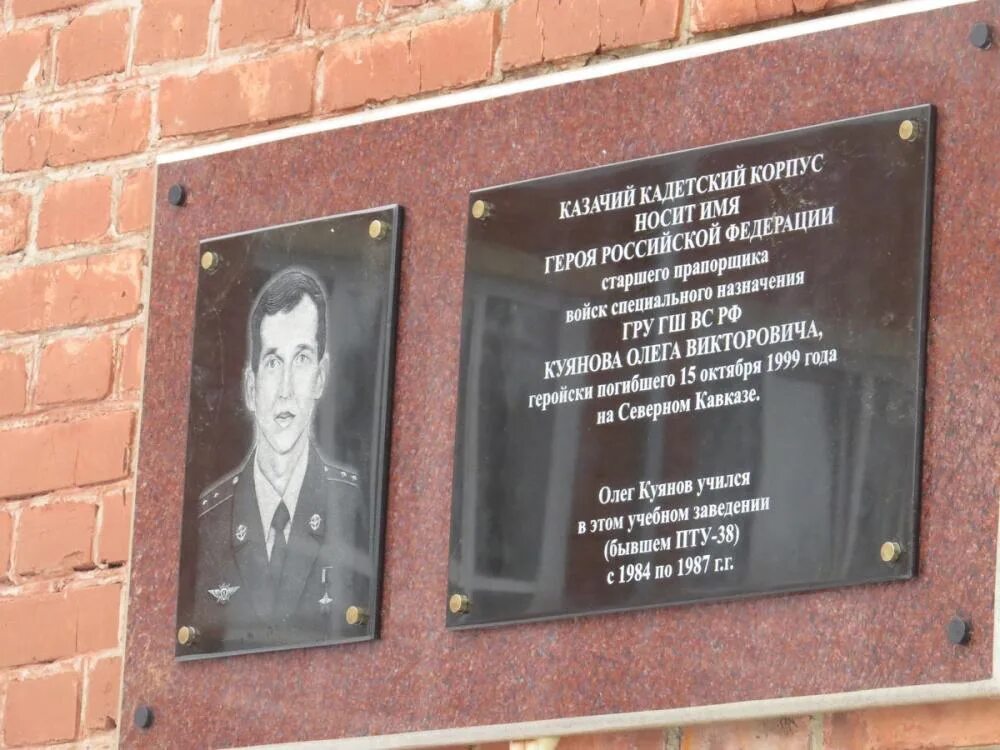 КАЗАЧИЙ КАДЕТСКИЙ КОРПУС
НОСИТ ИМЯ
ГЕРОЯ РОССИЙСКОЙ ФЕДЕРАЦИИ
старшего прапорщика
войск специального назначения
ГРУ ГШ ВС РФ
КУЯНОВА ОЛЕГА ВИКТОРОВИЧА,
геройски погибшего 15 октября 1999 года
на Северном Кавказе.
Олег Куянов учился
в этом учебном заведении
(бывшем ПТУ-38)
с 1984 по 1987 г.г.